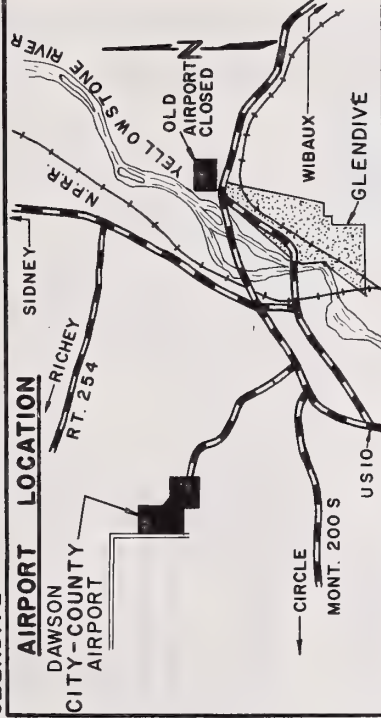 AIRPORT LOCATION
DAWSON
CITY-COUNTY
AIRPORT
SIDNEY
RICHEY
RT. 254
N.P.R.R.
YELLOWSTONE RIVER
N
OLD
AIRPORT
CLOSED
WIBAUX
GLENDIVE
CIRCLE
MONT. 200 S
US 10